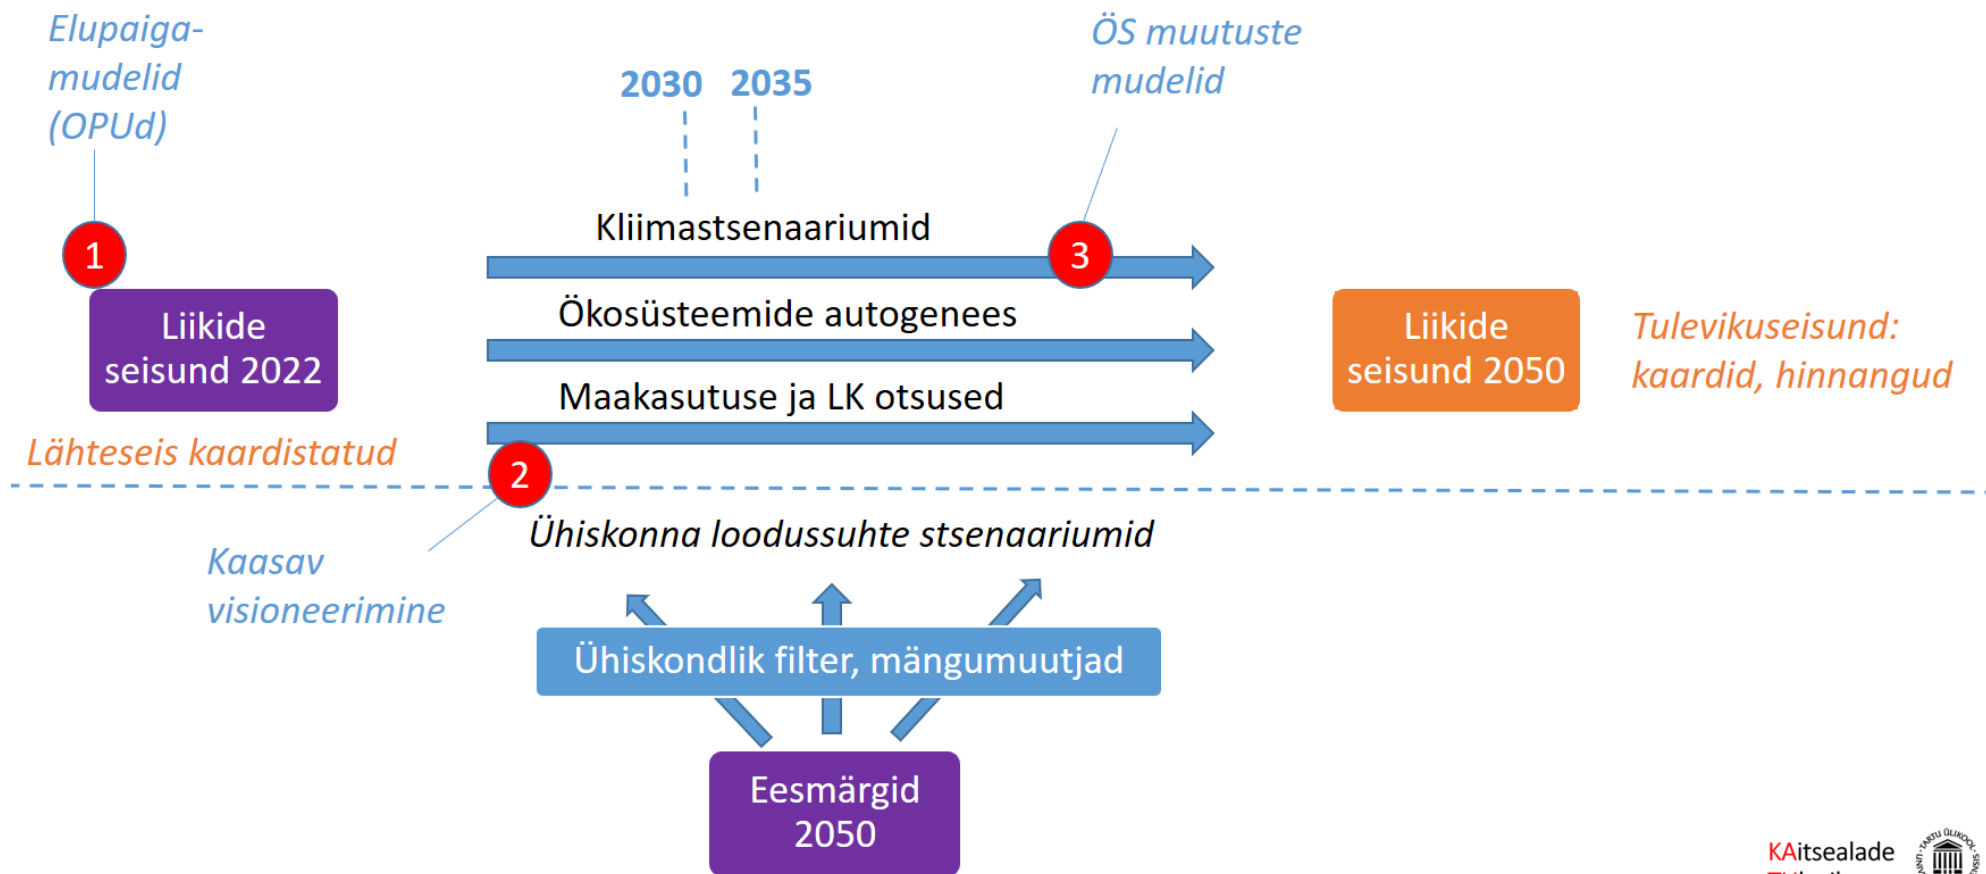 Elupaiga-
mudelid
(OPUd)
2030
2035
ÖS muutuste
mudelid
1
Kliimastsenaariumid
3
Ökosüsteemide autogenees
Maakasutuse ja LK otsused
Liikide
seisund 2022
Liikide
seisund 2050
Tulevikuseisund:
kaardid, hinnangud
Lähteseis kaardistatud
2
Ühiskonna loodussuhte stsenaariumid
Kaasav
visioneerimine
Ühiskondlik filter, mängumuutjad
Eesmärgid
2050
KAitsealade
TARTU ÜLIKOOL